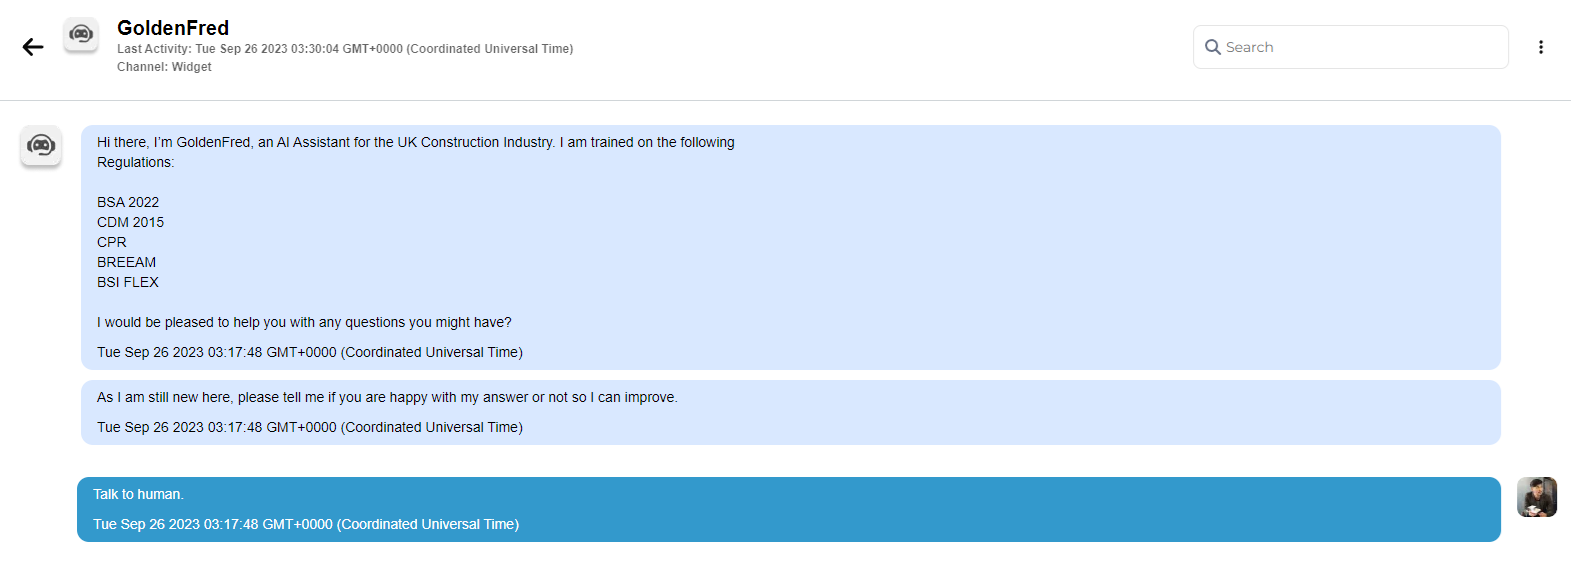 GoldenFred
Last Activity: Tue Sep 26 2023 03:30:04 GMT+0000 (Coordinated Universal Time)
Channel: Widget
Search
Hi there, I’m GoldenFred, an AI Assistant for the UK Construction Industry. I am trained on the following
Regulations:
BSA 2022
CDM 2015
CPR
BREEAM
BSI FLEX
I would be pleased to help you with any questions you might have?
Tue Sep 26 2023 03:17:48 GMT+0000 (Coordinated Universal Time)
As I am still new here, please tell me if you are happy with my answer or not so I can improve.
Tue Sep 26 2023 03:17:48 GMT+0000 (Coordinated Universal Time)
Talk to human.
Tue Sep 26 2023 03:17:48 GMT+0000 (Coordinated Universal Time)